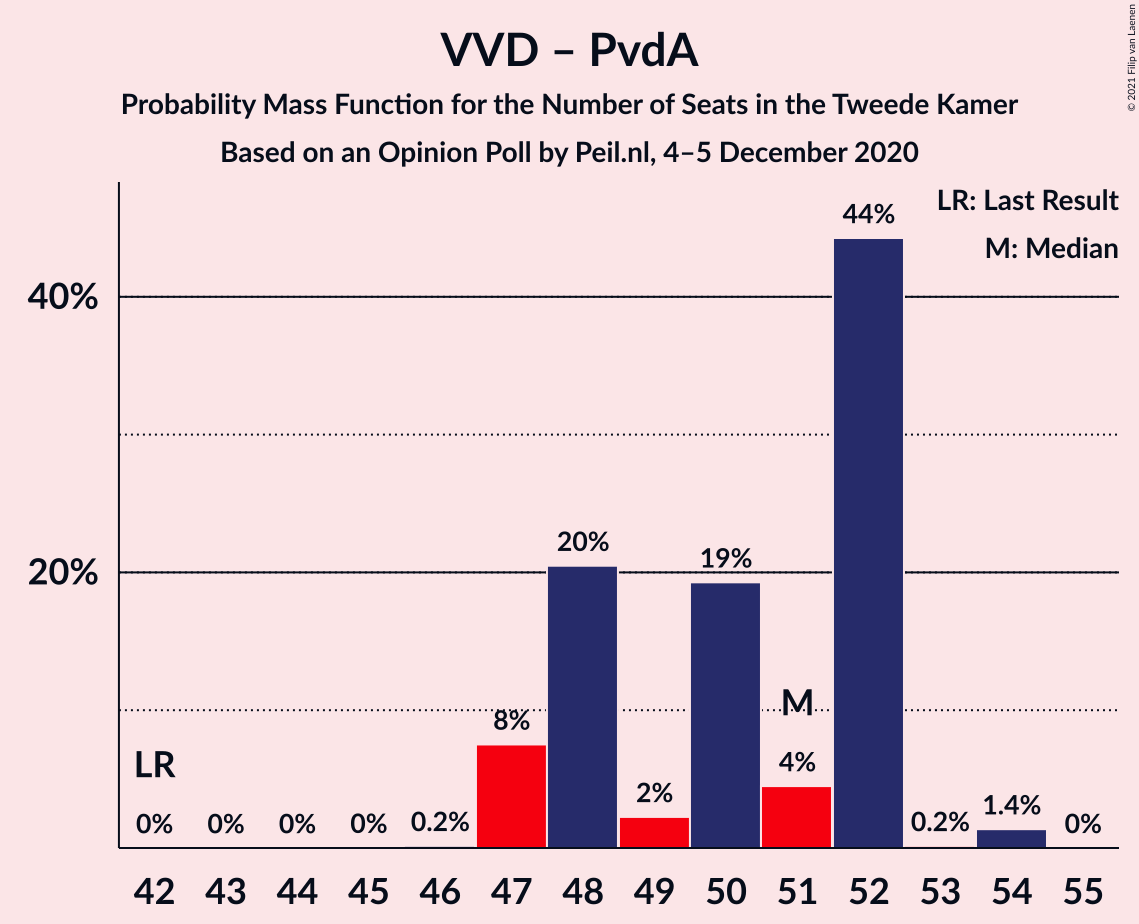 VVD – PvdA
Probability Mass Function for the Number of Seats in the Tweede Kamer
Based on an Opinion Poll by Peil.nl, 4–5 December 2020
© 2021 Filip van Laenen
LR: Last Result
M: Median
40%
20%
44%
20%
19%
M
8%
4%
LR
2%
1.4%
0%
0%
0%
0%
0.2%
0.2%
0%
42 43 44 45 46 47 48 49 50 51 52 53 54 55